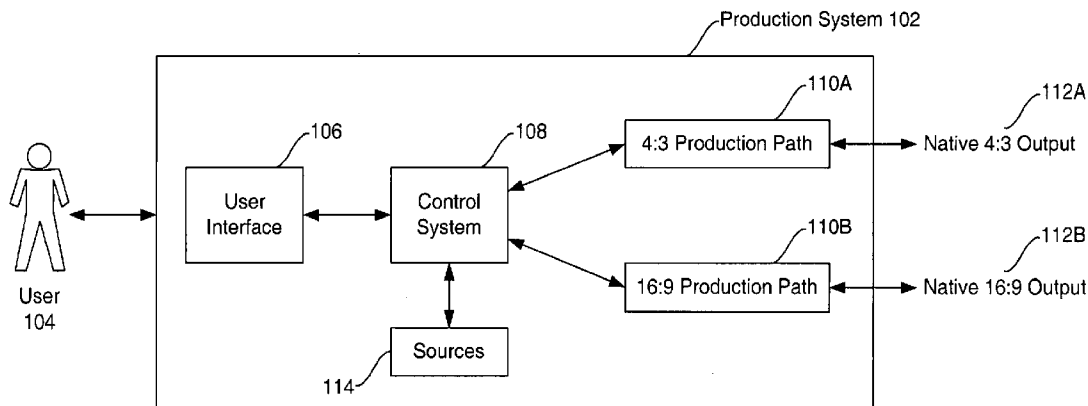 Production System 102
110A
112A
106
108
4:3 Production Path
Native 4:3 Output
User
Interface
Control
System
110B
112B
16:9 Production Path
Native 16:9 Output
User
104
Sources
114